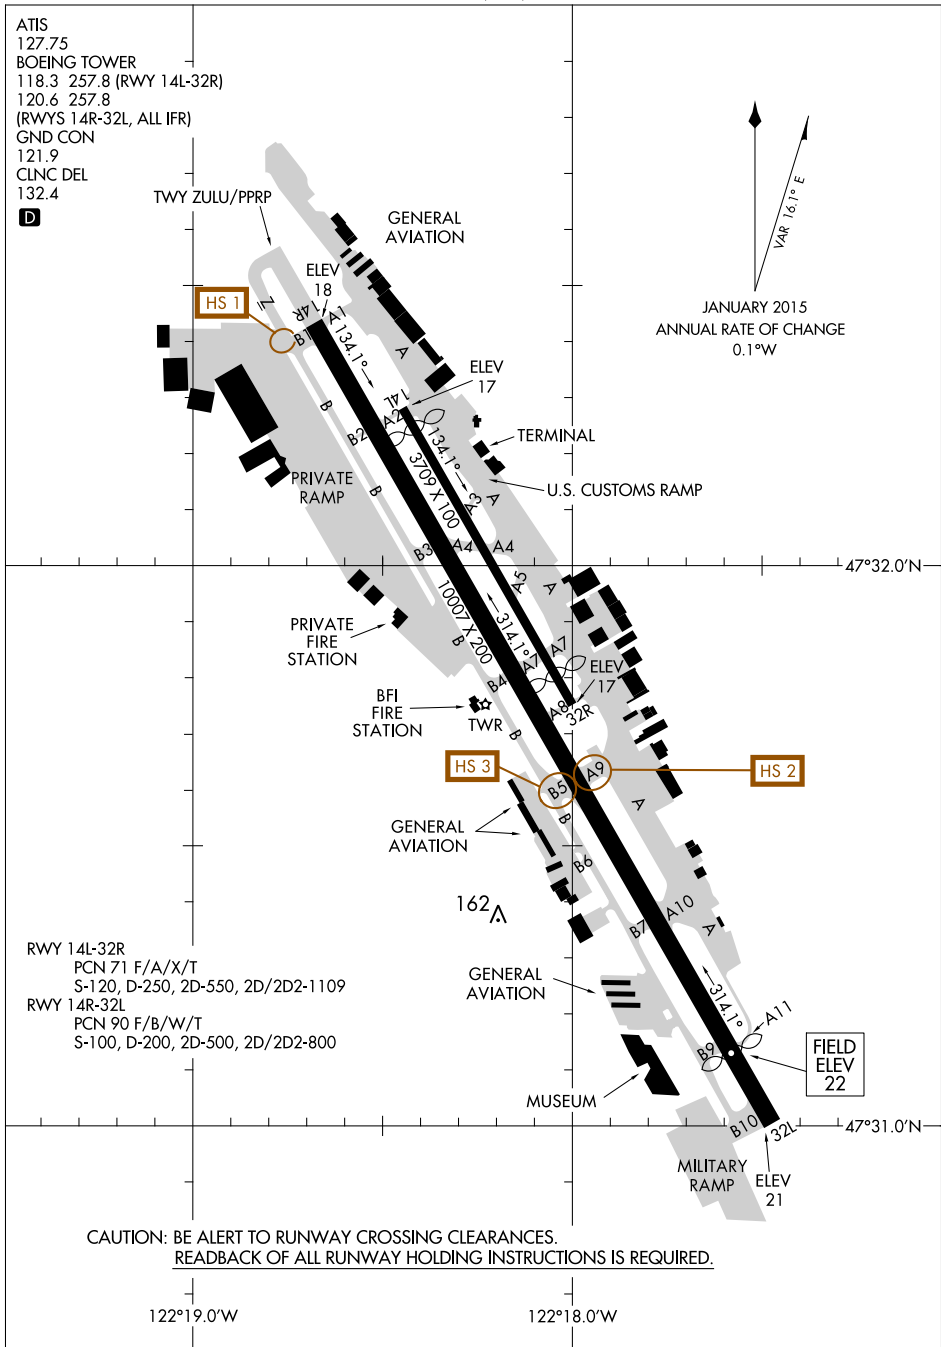 ATIS
127.75
BOEING TOWER
118.3 257.8 (RWY 14L-32R)
120.6 257.8
(RWYS 14R-32L, ALL IFR)
GND CON
121.9
CLNC DEL
132.4
D
TWY ZULU/PPRP
GENERAL
AVIATION
VAR 16.1° E
JANUARY 2015
ANNUAL RATE OF CHANGE
0.1°W
ELEV
18
HS 1
Z
14R
A1
B1
134.1°
A
ELEV
17
14L
B
B2
A2
134.1°
TERMINAL
3709 X 100
U.S. CUSTOMS RAMP
PRIVATE
RAMP
B
A3
A
B3
A4
A4
47°32.0'N
A5
A
10007 X 200
314.1°
PRIVATE
FIRE
STATION
B
A7
A7
ELEV
17
B4
BFI
FIRE
STATION
TWR
A8
32R
B
HS 3
B5
A9
HS 2
A
B
GENERAL
AVIATION
B6
162
A10
B7
A
RWY 14L-32R
PCN 71 F/A/X/T
S-120, D-250, 2D-550, 2D/2D2-1109
RWY 14R-32L
PCN 90 F/B/W/T
S-100, D-200, 2D-500, 2D/2D2-800
GENERAL
AVIATION
314.1°
A11
B9
FIELD
ELEV
22
MUSEUM
B10
32L
47°31.0'N
MILITARY
RAMP
ELEV
21
CAUTION: BE ALERT TO RUNWAY CROSSING CLEARANCES.
READBACK OF ALL RUNWAY HOLDING INSTRUCTIONS IS REQUIRED.
122°19.0'W
122°18.0'W